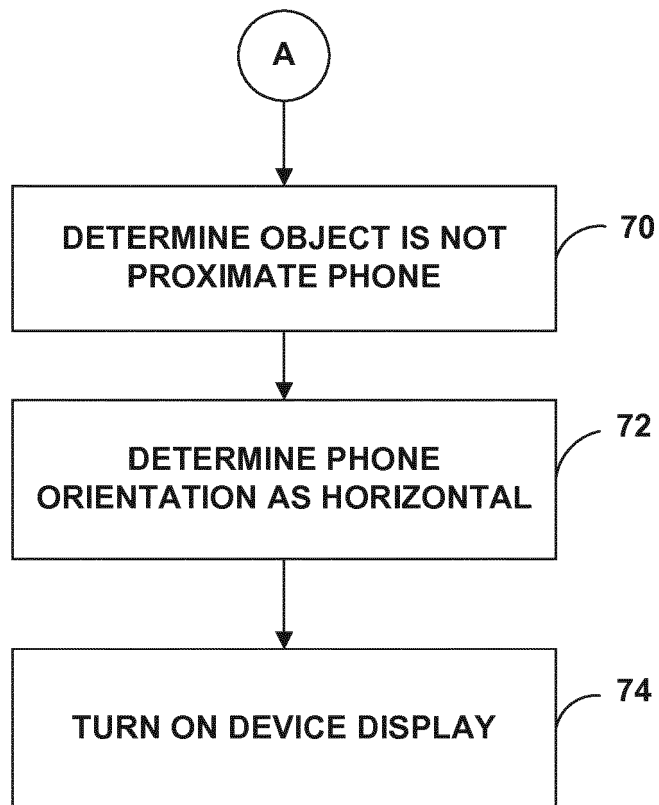 A
DETERMINE OBJECT IS NOT
PROXIMATE PHONE
70
DETERMINE PHONE
ORIENTATION AS HORIZONTAL
72
TURN ON DEVICE DISPLAY
74